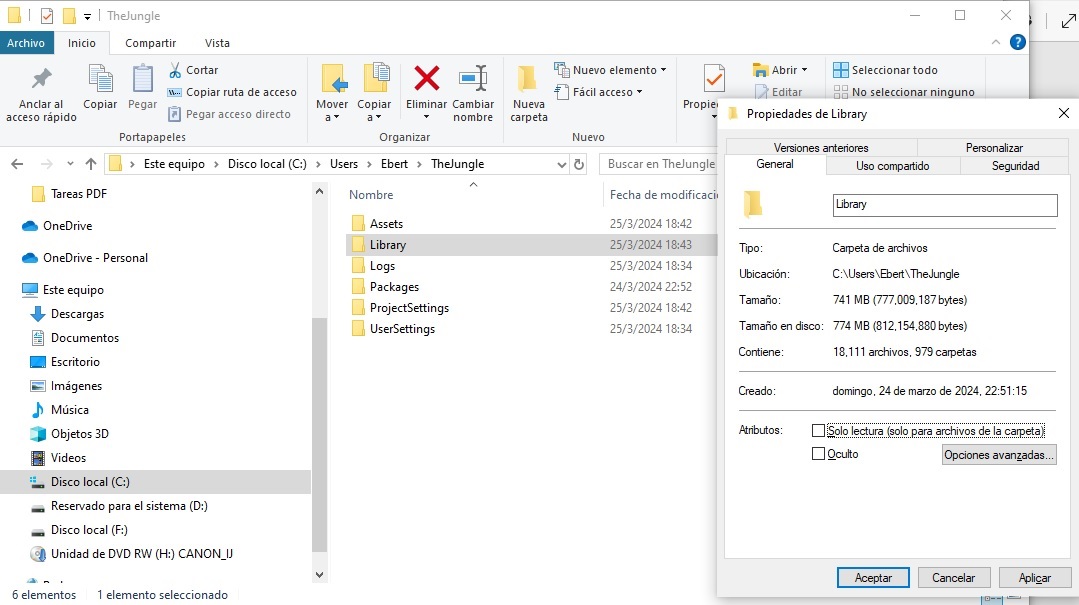 TheJungle
Archivo Inicio Compartir Vista
Anclar al acceso rápido
Copiar
Pegar
Cortar
Copiar ruta de acceso
Pegar acceso directo
Portapapeles
Mover a
Copiar a
Eliminar
Cambiar nombre
Organizar
Nueva carpeta
Nuevo elemento
Fácil acceso
Nuevo
Propie
Abrir
Editar
Seleccionar todo
No seleccionar ninguno
Este equipo > Disco local (C:) > Users > Ebert > TheJungle
Buscar en TheJungle
Tareas PDF
OneDrive
OneDrive - Personal
Este equipo
Descargas
Documentos
Escritorio
Imágenes
Música
Objetos 3D
Videos
Disco local (C:)
Reservado para el sistema (D:)
Disco local (F:)
Unidad de DVD RW (H:) CANON_IJ
Nombre Fecha de modificació
Assets 25/3/2024 18:42
Library 25/3/2024 18:43
Logs 25/3/2024 18:34
Packages 24/3/2024 22:52
ProjectSettings 25/3/2024 18:42
UserSettings 25/3/2024 18:34
6 elementos 1 elemento seleccionado
Propiedades de Library
Versiones anteriores Personalizar
General Uso compartido Seguridad
Library
Tipo: Carpeta de archivos
Ubicación: C:\Users\Ebert\TheJungle
Tamaño: 741 MB (777,009,187 bytes)
Tamaño en disco: 774 MB (812,154,880 bytes)
Contiene: 18,111 archivos, 979 carpetas
Creado: domingo, 24 de marzo de 2024, 22:51:15
Atributos: Solo lectura (solo para archivos de la carpeta)
Oculto Opciones avanzadas...
Aceptar Cancelar Aplicar